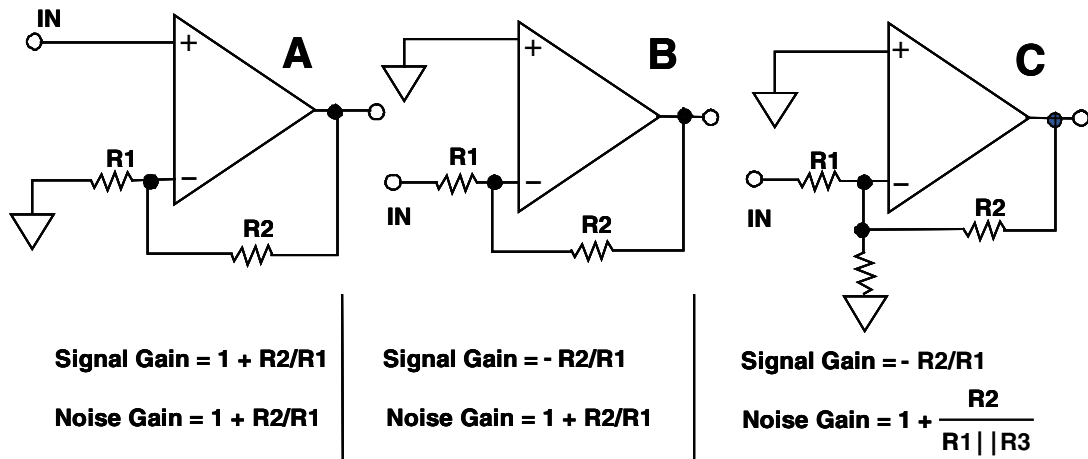 IN
A
+
R1
−
R2
Signal Gain = 1 + R2/R1
Noise Gain = 1 + R2/R1
B
+
R1
−
IN
R2
Signal Gain = - R2/R1
Noise Gain = 1 + R2/R1
C
+
R1
−
IN
R2
Signal Gain = - R2/R1
Noise Gain = 1 + R2
R1||R3